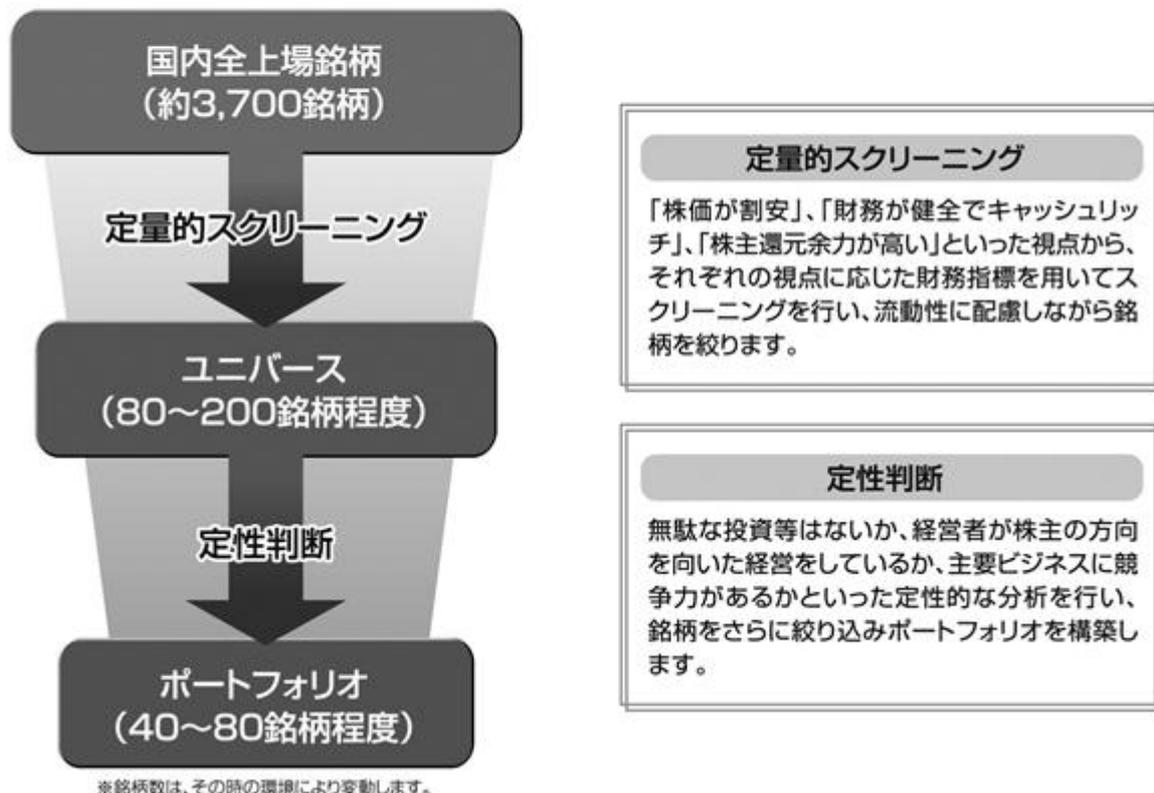 国内全上場銘柄
(約3,700銘柄)
定量的スクリーニング
ユニバース
(80～200銘柄程度)
定性判断
ポートフォリオ
(40～80銘柄程度)
※銘柄数は、その時の環境により変動します。
定量的スクリーニング
「株価が割安」、「財務が健全でキャッシュリッ
チ」、「株主還元余力が高い」といった視点から、
それぞれの視点に応じた財務指標を用いてス
クリーニングを行い、流動性に配慮しながら銘
柄を絞ります。
定性判断
無駄な投資等はないか、経営者が株主の方向
を向いた経営をしているか、主要ビジネスに競
争力があるかといった定性的な分析を行い、
銘柄をさらに絞り込みポートフォリオを構築し
ます。